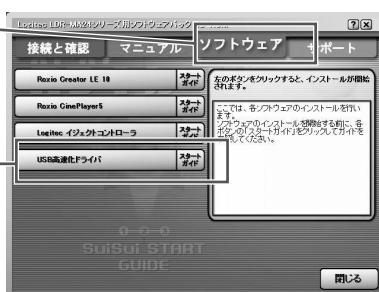 Logitec LDR-MA24シリーズ用ソフトウェアパック
接続と確認 マニュアル ソフトウェア サポート
Roxio Creator LE 10 スタートガイド
Roxio CinePlayer5 スタートガイド
Logitec イジェクトコントローラ スタートガイド
USB高速化ドライバ スタートガイド
左のボタンをクリックすると、インストールが開始
されます。
ここでは、各ソフトウェアのインストールを行い
ます。
ソフトウェアのインストールを開始する前に、各
ボタンの「スタートガイド」をクリックしてガイドを
してください。
SuiSui START
GUIDE
閉じる